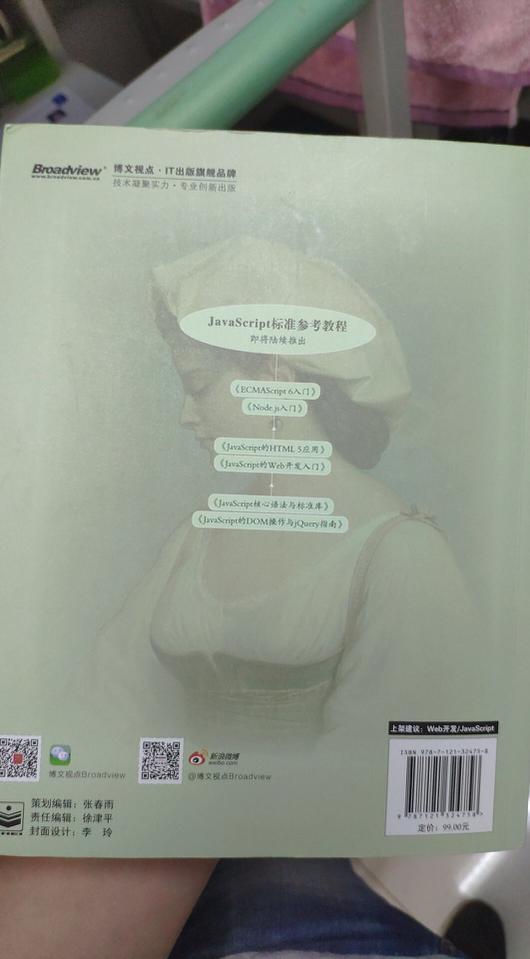 Broadview
www.broadview.com.cn
博文视点·IT出版旗舰品牌
技术凝聚实力·专业创新出版
JavaScript标准参考教程
即将陆续推出
《ECMAScript 6入门》
《Node.js入门》
《JavaScript的HTML 5应用》
《JavaScript的Web开发入门》
《JavaScript核心语法与标准库》
《JavaScript的DOM操作与jQuery指南》
博文视点Broadview
新浪微博
weibo.com
@博文视点Broadview
策划编辑：张春雨
责任编辑：徐津平
封面设计：李 玲
上架建议：Web开发/JavaScript
ISBN 978-7-121-32475-8
9 787121 324758>
定价：99.00元